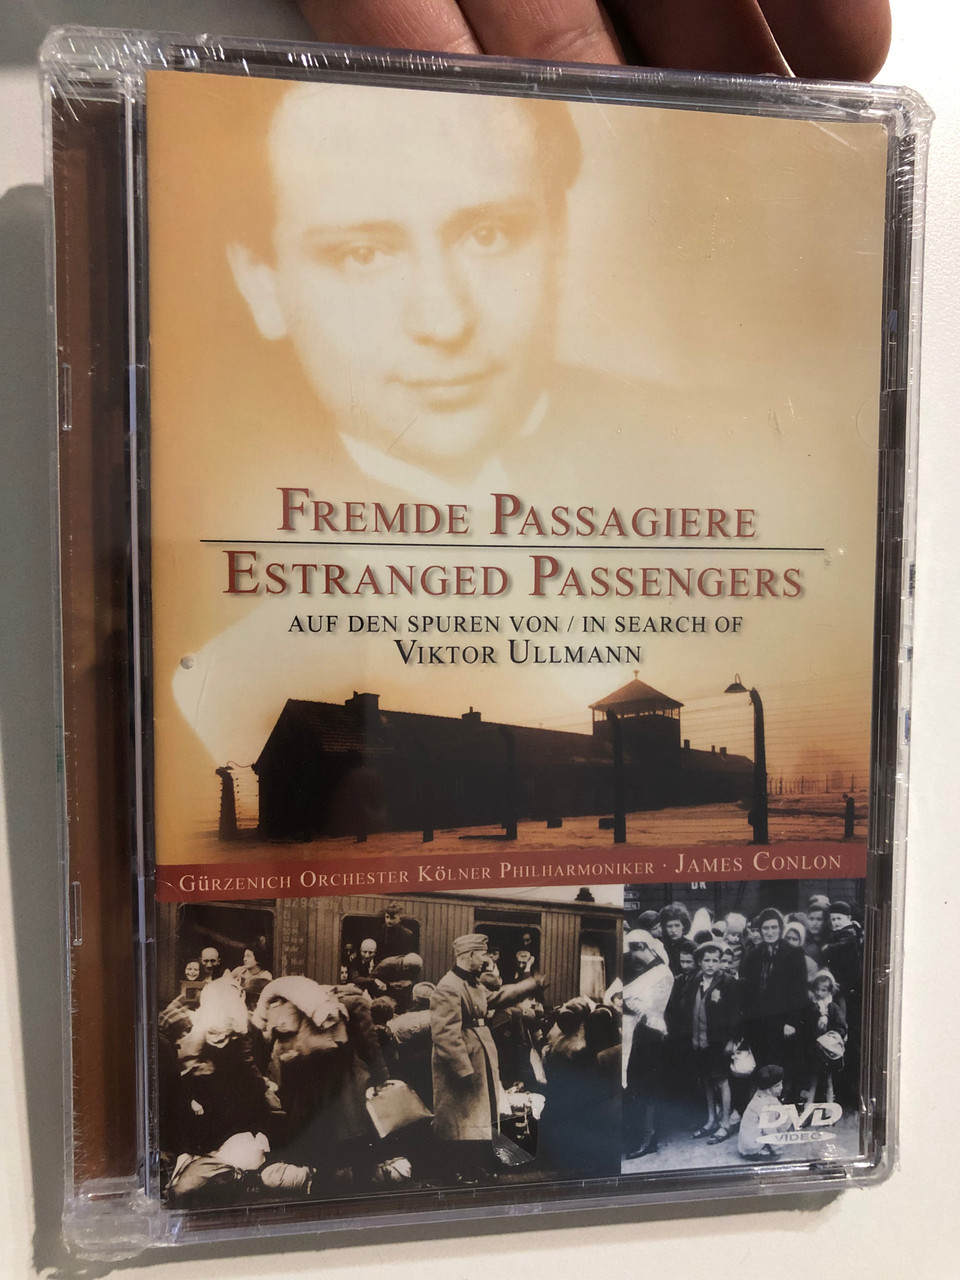 FREMDE PASSAGIERE
ESTRANGED PASSENGERS
AUF DEN SPUREN VON / IN SEARCH OF
VIKTOR ULLMANN
GÜRZENICH ORCHESTER KÖLNER PHILHARMONIKER · JAMES CONLON
DVD
VIDEO